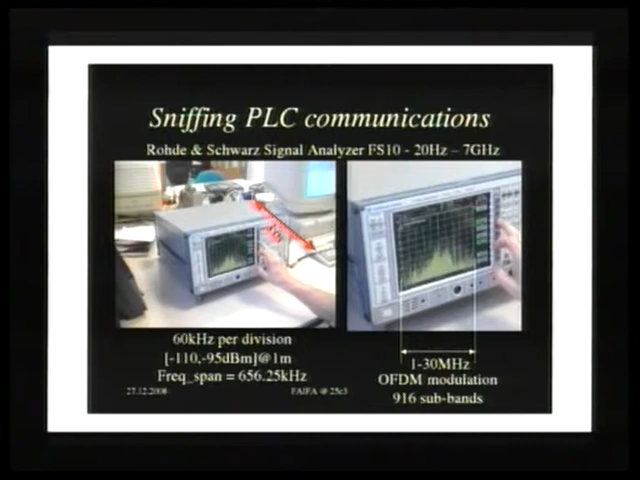 Sniffing PLC communications
Rohde & Schwarz Signal Analyzer FS10 - 20Hz – 7GHz
60kHz per division
[-110,-95dBm]@1m
Freq_span = 656.25kHz
1-30MHz
OFDM modulation
916 sub-bands
27.12.2008
FAIFA @ 25c3